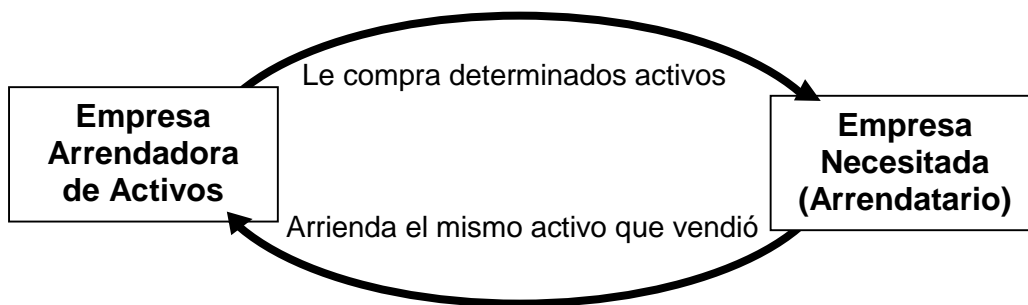 Le compra determinados activos
Empresa
Arrendadora
de Activos
Empresa
Necesitada
(Arrendatario)
Arrienda el mismo activo que vendió